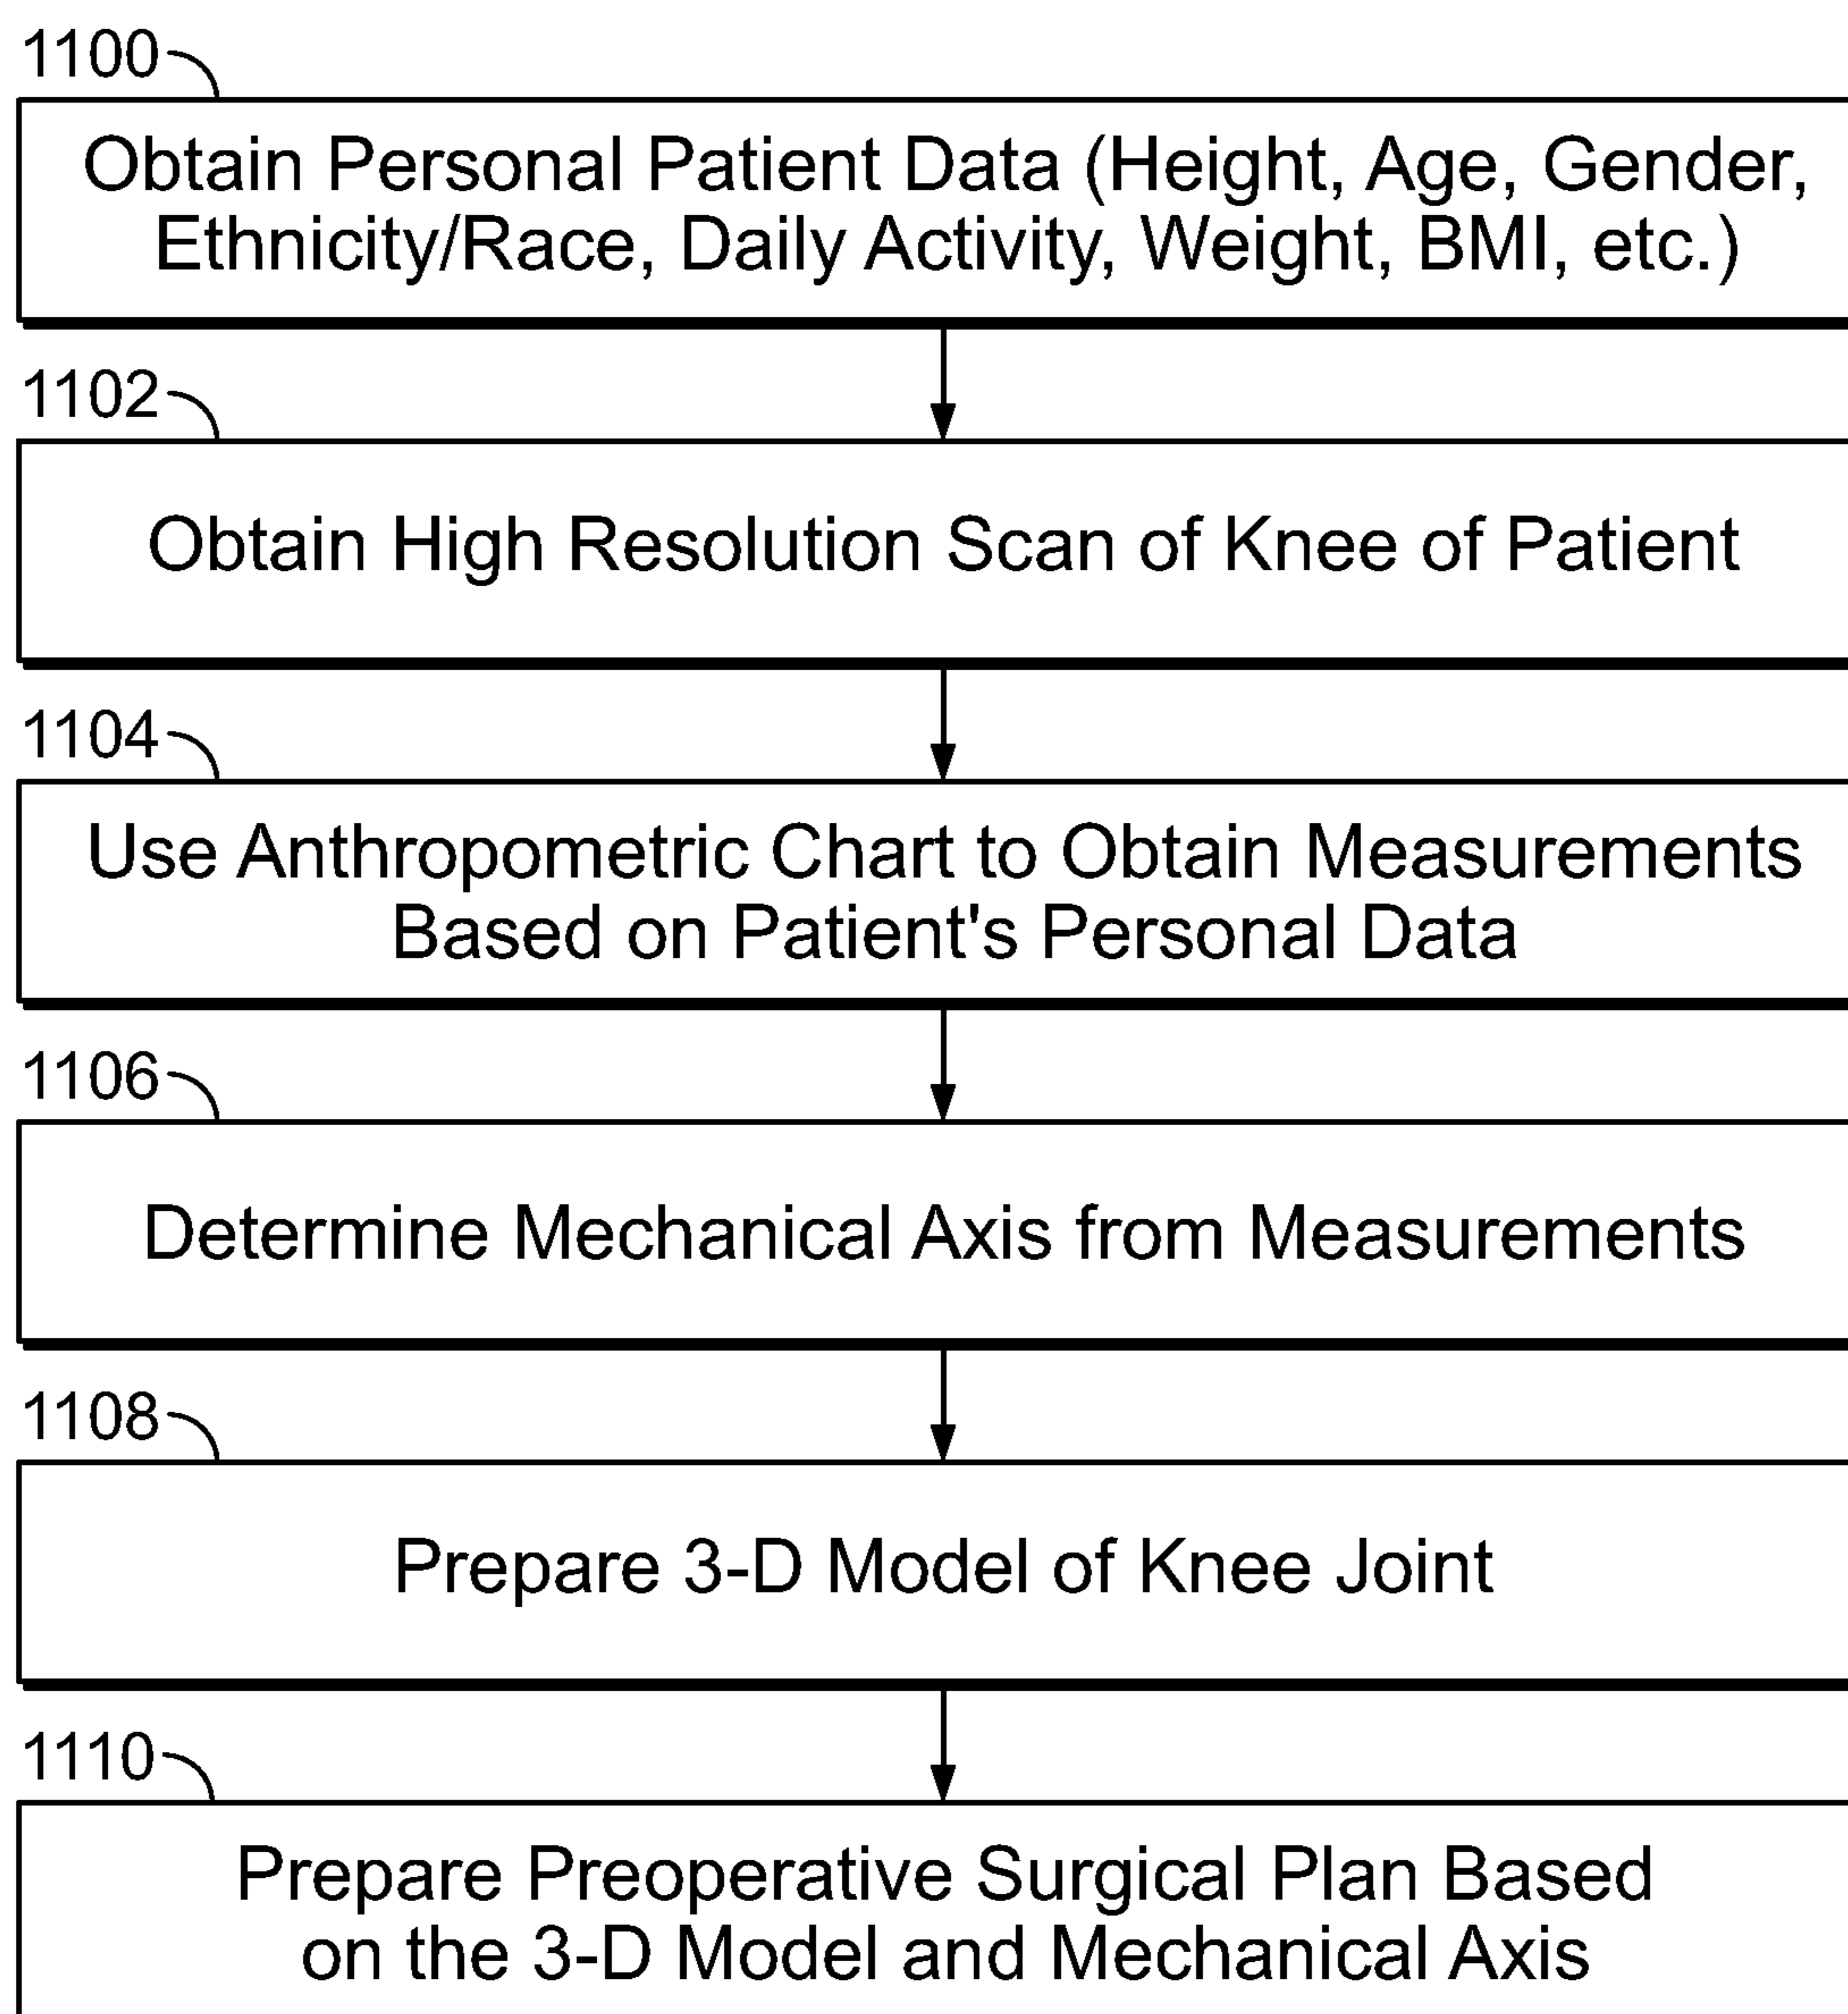 1100
Obtain Personal Patient Data (Height, Age, Gender,
Ethnicity/Race, Daily Activity, Weight, BMI, etc.)
1102
Obtain High Resolution Scan of Knee of Patient
1104
Use Anthropometric Chart to Obtain Measurements
Based on Patient's Personal Data
1106
Determine Mechanical Axis from Measurements
1108
Prepare 3-D Model of Knee Joint
1110
Prepare Preoperative Surgical Plan Based
on the 3-D Model and Mechanical Axis